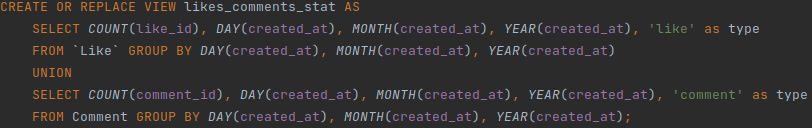 CREATE OR REPLACE VIEW likes_comments_stat AS
    SELECT COUNT(like_id), DAY(created_at), MONTH(created_at), YEAR(created_at), 'like' as type
    FROM `Like` GROUP BY DAY(created_at), MONTH(created_at), YEAR(created_at)
    UNION
    SELECT COUNT(comment_id), DAY(created_at), MONTH(created_at), YEAR(created_at), 'comment' as type
    FROM Comment GROUP BY DAY(created_at), MONTH(created_at), YEAR(created_at);